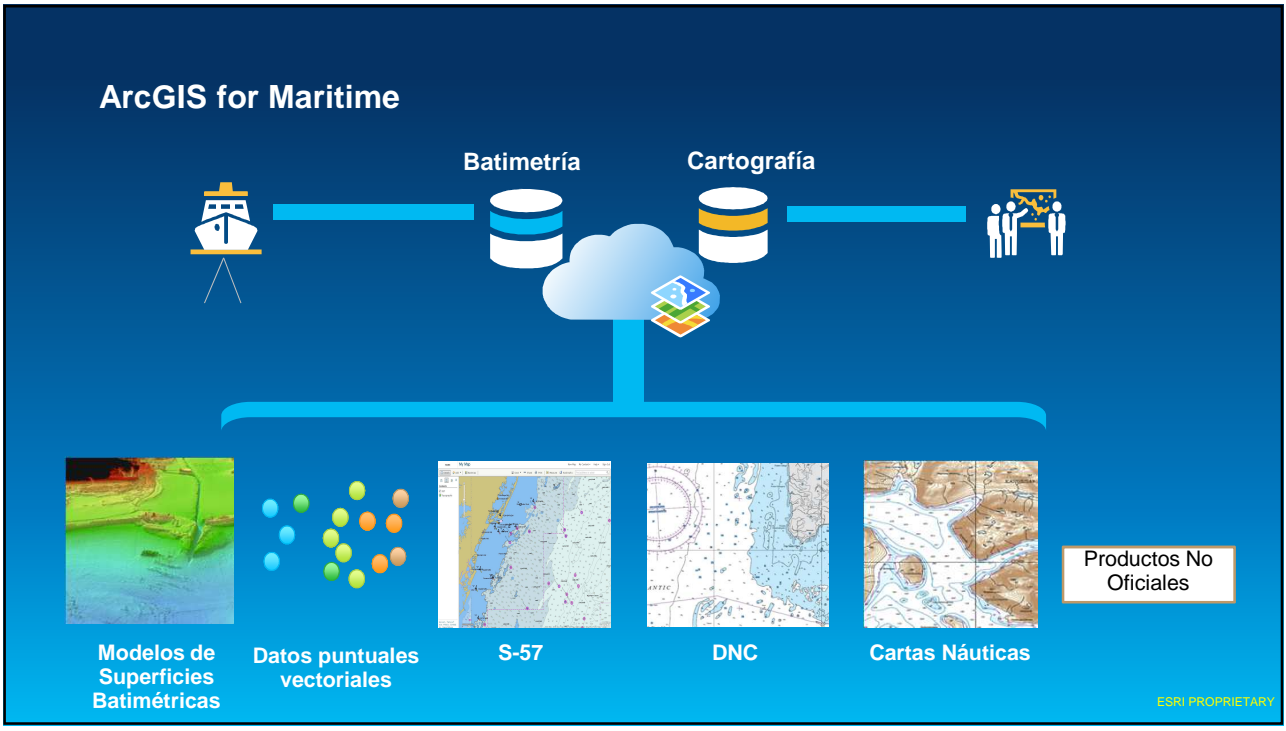 ArcGIS for Maritime
Batimetría
Cartografía
Productos No
Oficiales
Modelos de
Superficies
Batimétricas
Datos puntuales
vectoriales
S-57
DNC
Cartas Náuticas
ESRI PROPRIETARY